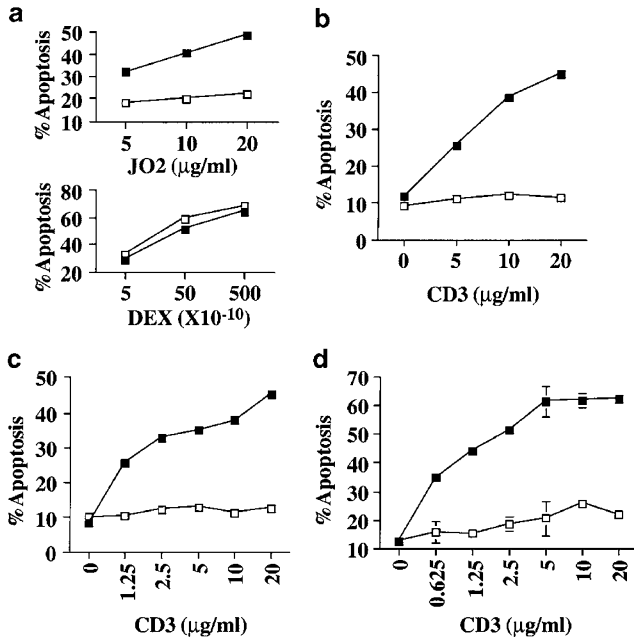 a
% Apoptosis
50
40
30
20
10
5 10 20
JO2 (μg/ml)
% Apoptosis
80
60
40
20
5 50 500
DEX (X10⁻¹⁰)
b
% Apoptosis
50
40
30
20
10
0
0 5 10 20
CD3 (μg/ml)
c
% Apoptosis
50
40
30
20
10
0
0 1.25 2.5 5 10 20
CD3 (μg/ml)
d
% Apoptosis
70
60
50
40
30
20
10
0 0.625 1.25 2.5 5 10 20
CD3 (μg/ml)